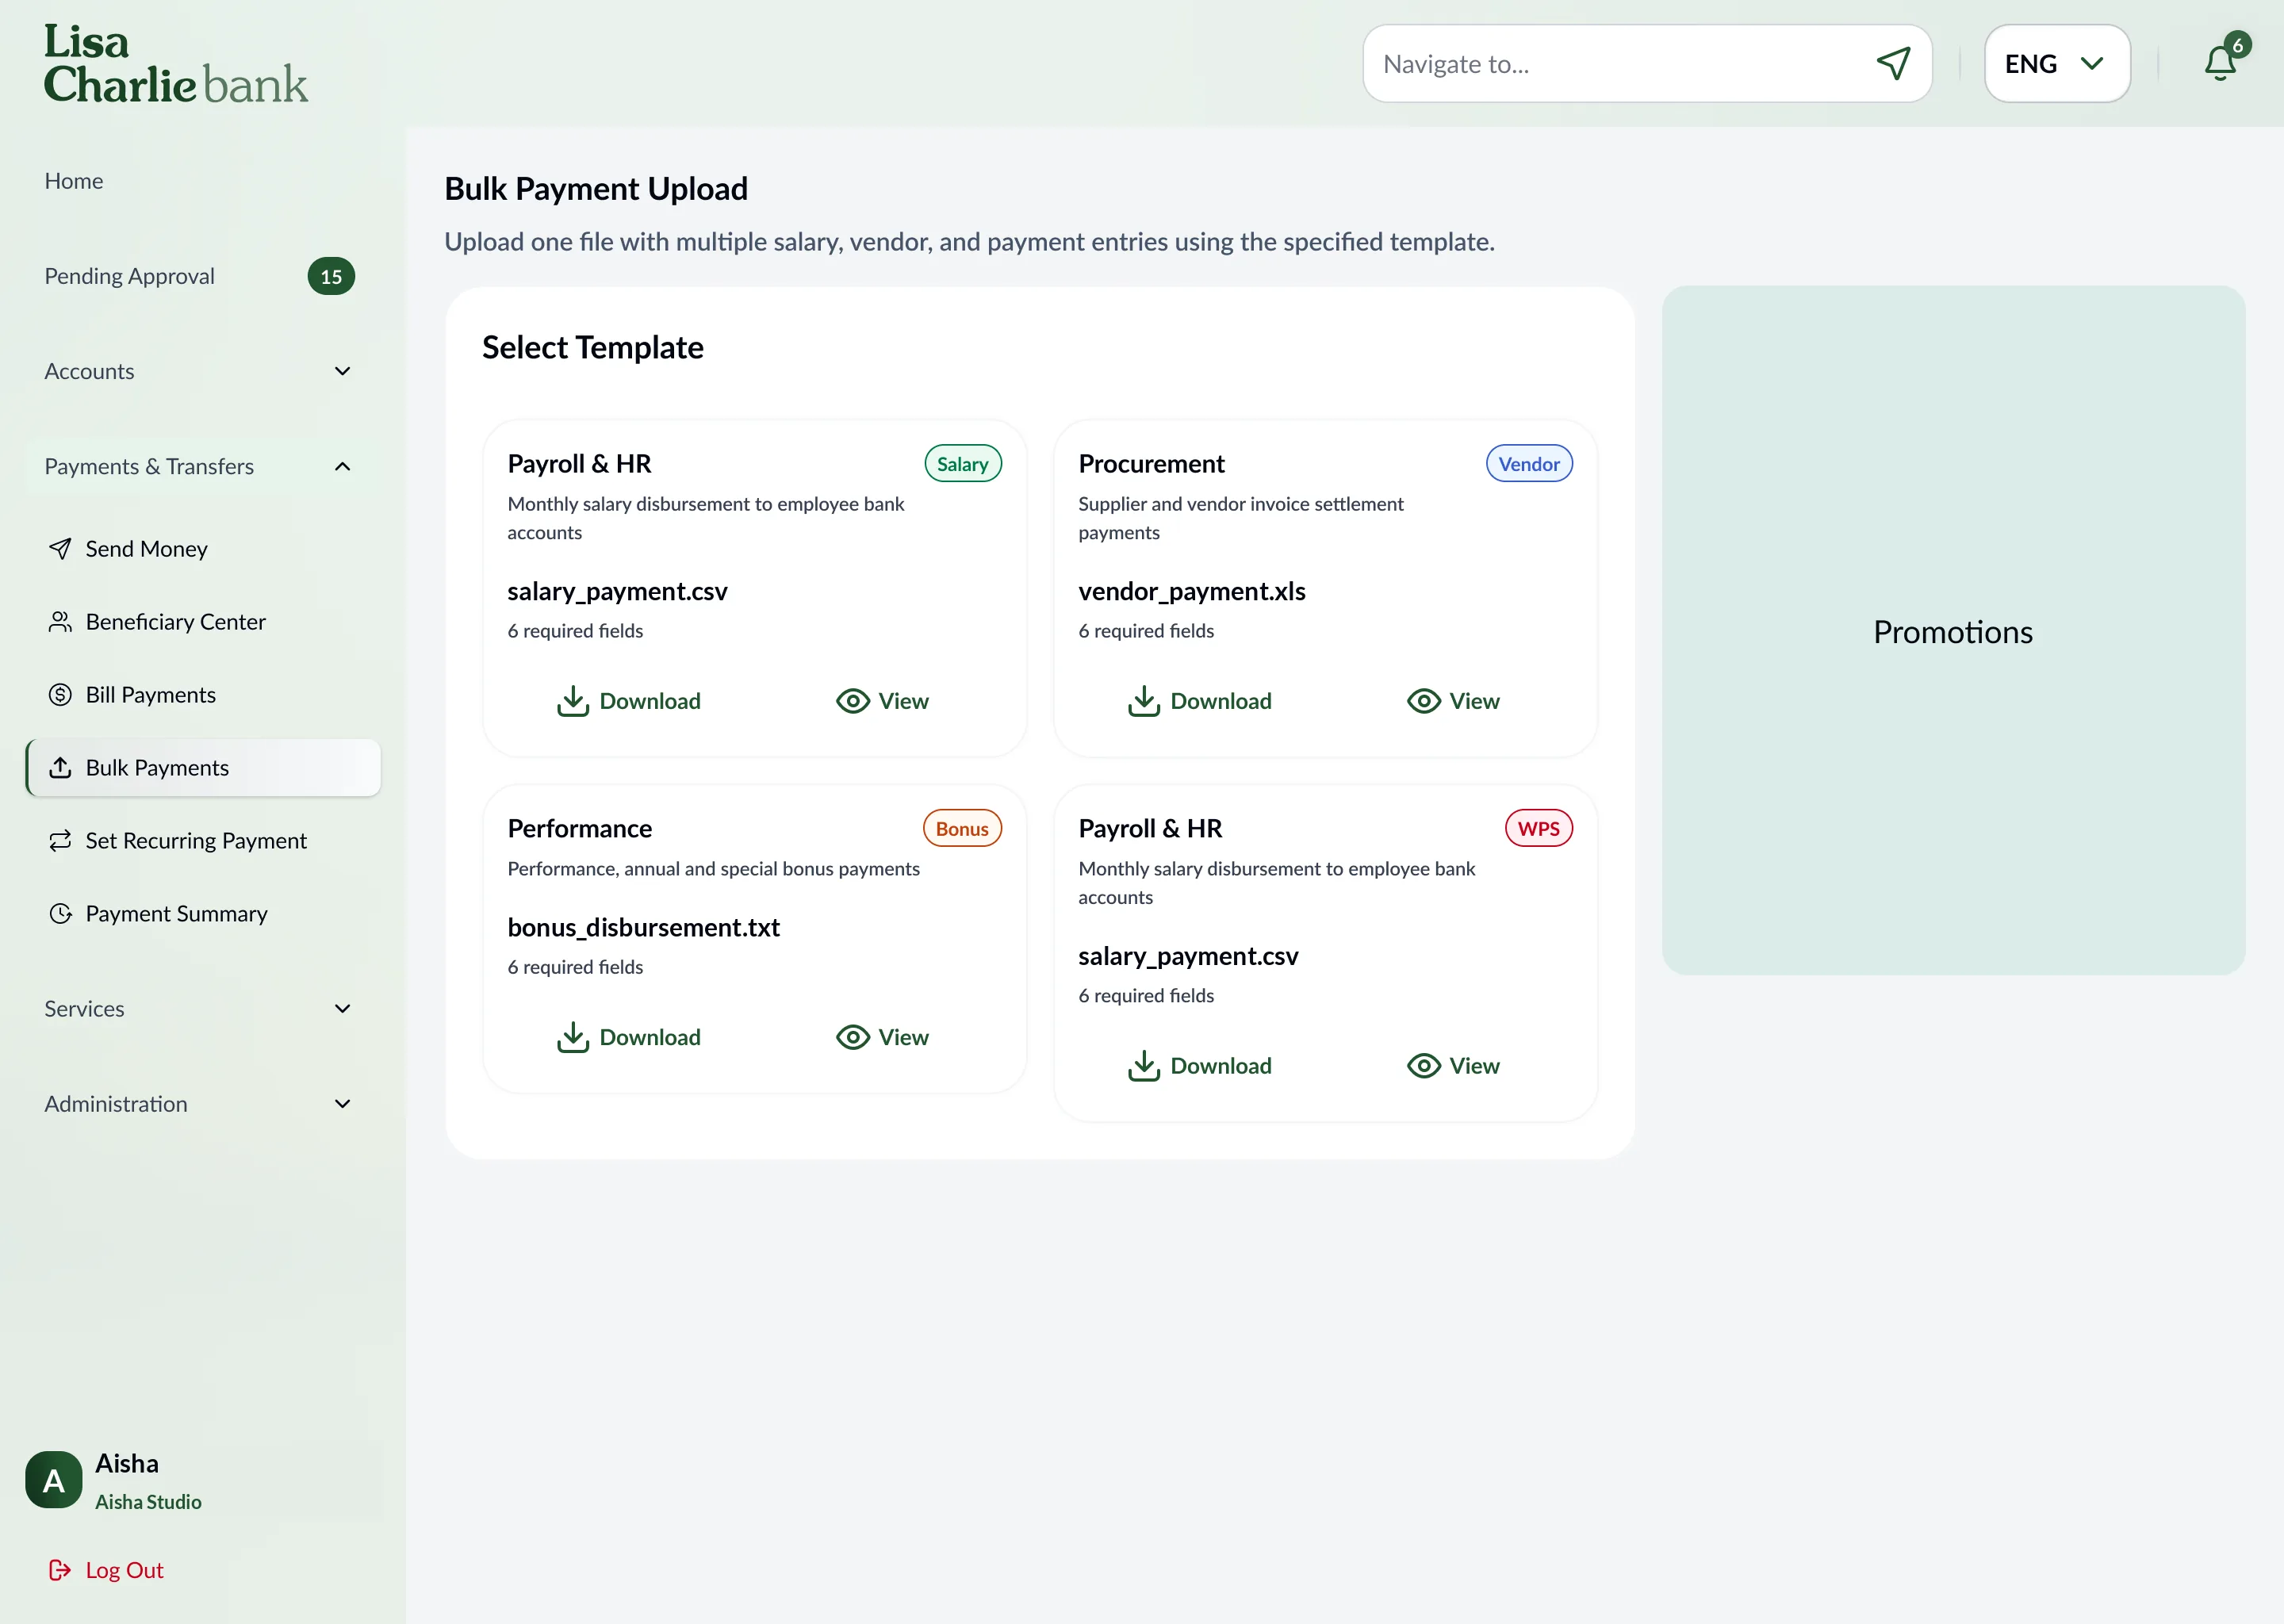 Lisa
Charlie bank
Navigate to...
ENG
6
Home
Pending Approval
15
Accounts
Payments & Transfers
Send Money
Beneficiary Center
Bill Payments
Bulk Payments
Set Recurring Payment
Payment Summary
Services
Administration
A
Aisha
Aisha Studio
Log Out
Bulk Payment Upload
Upload one file with multiple salary, vendor, and payment entries using the specified template.
Select Template
Payroll & HR
Salary
Monthly salary disbursement to employee bank
accounts
salary_payment.csv
6 required fields
Download
View
Procurement
Vendor
Supplier and vendor invoice settlement
payments
vendor_payment.xls
6 required fields
Download
View
Performance
Bonus
Performance, annual and special bonus payments
bonus_disbursement.txt
6 required fields
Download
View
Payroll & HR
WPS
Monthly salary disbursement to employee bank
accounts
salary_payment.csv
6 required fields
Download
View
Promotions